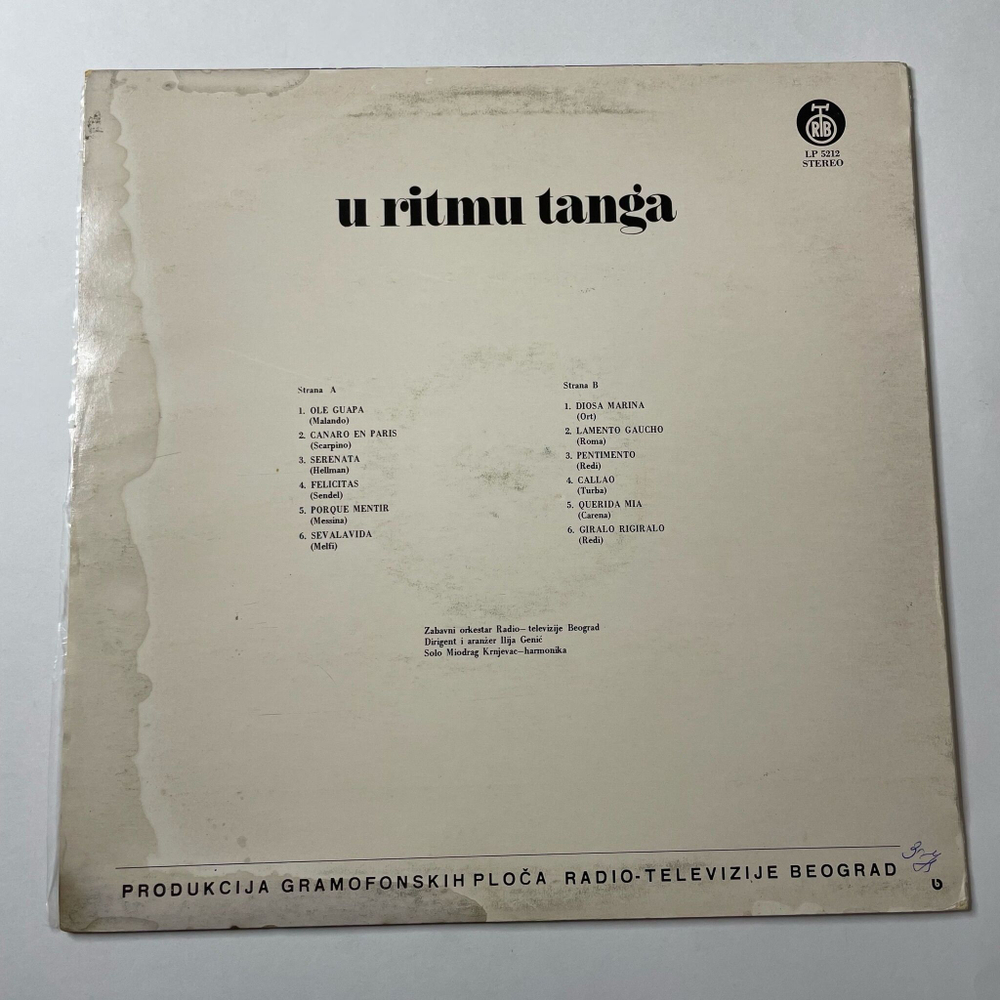 RTB
LP 5212
STEREO
u ritmu tanga
Strana A
1. OLE GUAPA
(Malando)
2. CANARO EN PARIS
(Scarpino)
3. SERENATA
(Hellman)
4. FELICITAS
(Sendel)
5. PORQUE MENTIR
(Messina)
6. SEVALAVIDA
(Melfi)
Strana B
1. DIOSA MARINA
(Ort)
2. LAMENTO GAUCHO
(Roma)
3. PENTIMENTO
(Redi)
4. CALLAO
(Turba)
5. QUERIDA MIA
(Carena)
6. GIRALO RIGIRALO
(Redi)
Zabavni orkestar Radio—televizije Beograd
Dirigent i aranžer Ilija Genić
Solo Miodrag Krnjevac—harmonika
PRODUKCIJA GRAMOFONSKIH PLOČA RADIO-TELEVIZIJE BEOGRAD